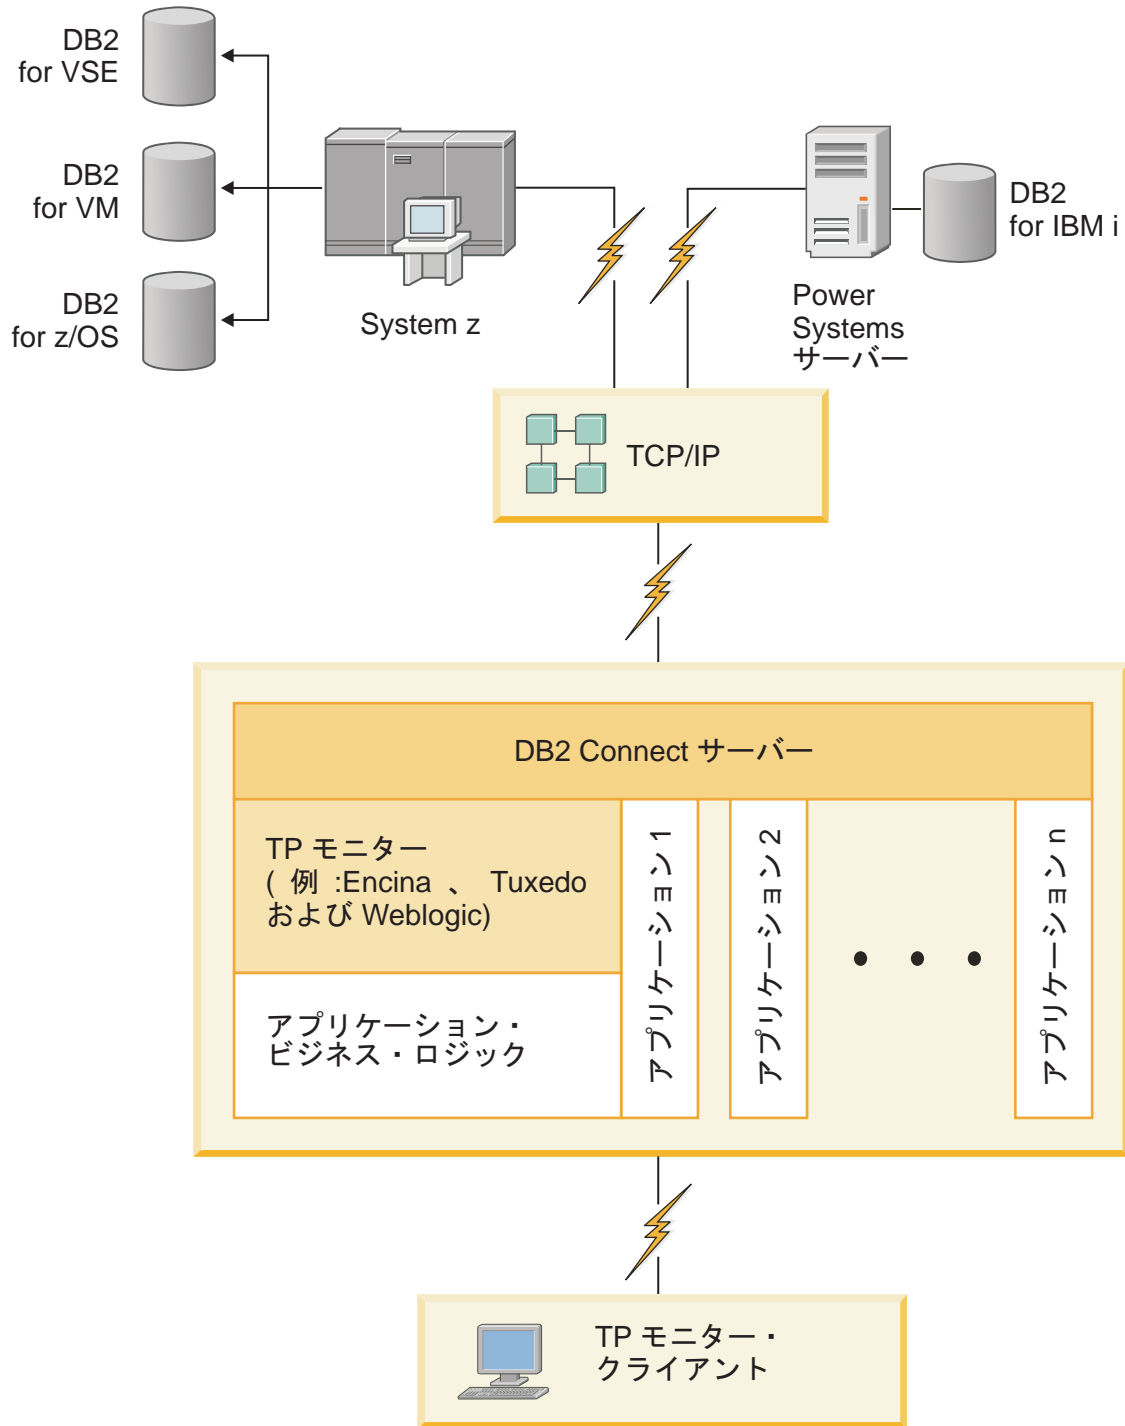 DB2
for VSE
DB2
for VM
DB2
for z/OS
System z
DB2
for IBM i
Power
Systems
サーバー
TCP/IP
DB2 Connect サーバー
TP モニター
( 例 :Encina 、 Tuxedo
および Weblogic)
アプリケーション・
ビジネス・ロジック
アプリケーション 1
アプリケーション 2
アプリケーション n
TP モニター・
クライアント